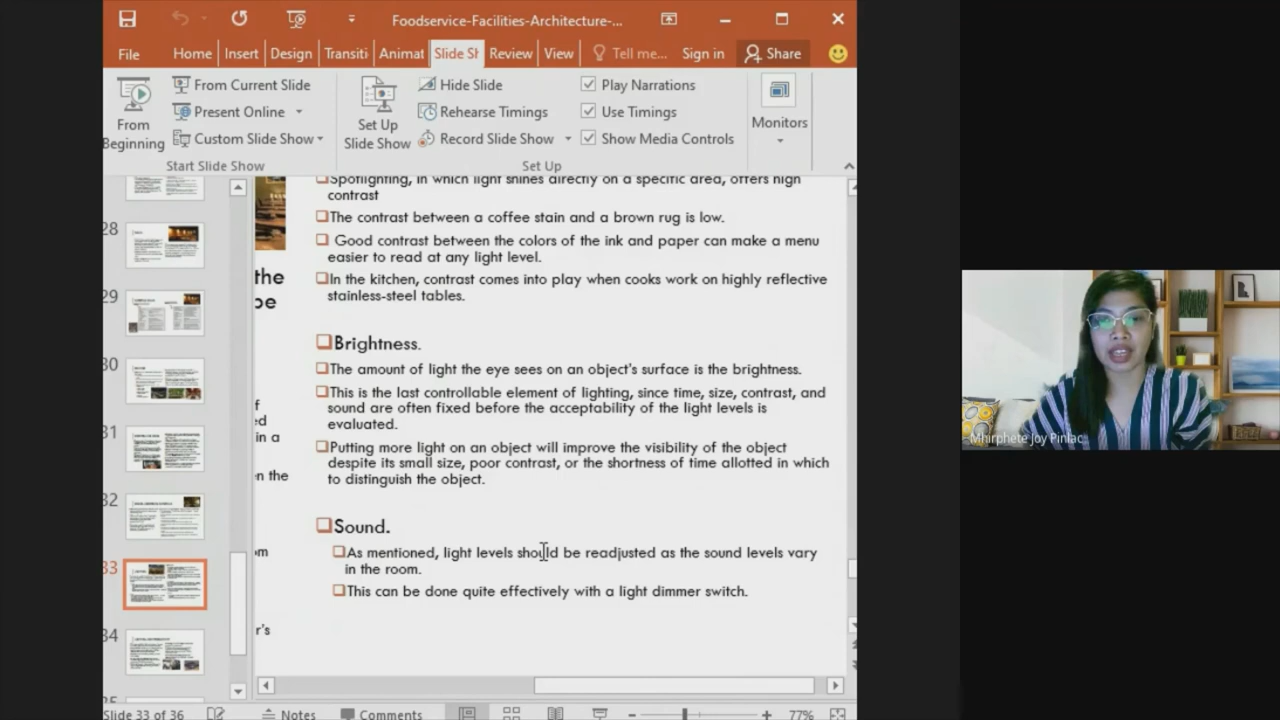 Foodservice-Facilities-Architecture-...
File Home Insert Design Transiti Animat Slide Sh Review View Tell me... Sign in Share
From Beginning
From Current Slide
Present Online
Custom Slide Show
Start Slide Show
Set Up Slide Show
Hide Slide
Rehearse Timings
Record Slide Show
Play Narrations
Use Timings
Show Media Controls
Set Up
Monitors
28
29
30
31
32
33
34
35
the
be
f
ed
in a
en the
om
r's
Spotlighting, in which light shines directly on a specific area, offers high
contrast
The contrast between a coffee stain and a brown rug is low.
Good contrast between the colors of the ink and paper can make a menu
easier to read at any light level.
In the kitchen, contrast comes into play when cooks work on highly reflective
stainless-steel tables.
Brightness.
The amount of light the eye sees on an object's surface is the brightness.
This is the last controllable element of lighting, since time, size, contrast, and
sound are often fixed before the acceptability of the light levels is
evaluated.
Putting more light on an object will improve the visibility of the object
despite its small size, poor contrast, or the shortness of time allotted in which
to distinguish the object.
Sound.
As mentioned, light levels should be readjusted as the sound levels vary
in the room.
This can be done quite effectively with a light dimmer switch.
Slide 33 of 36 Notes Comments 77%
Mhirphete Joy Pinlac